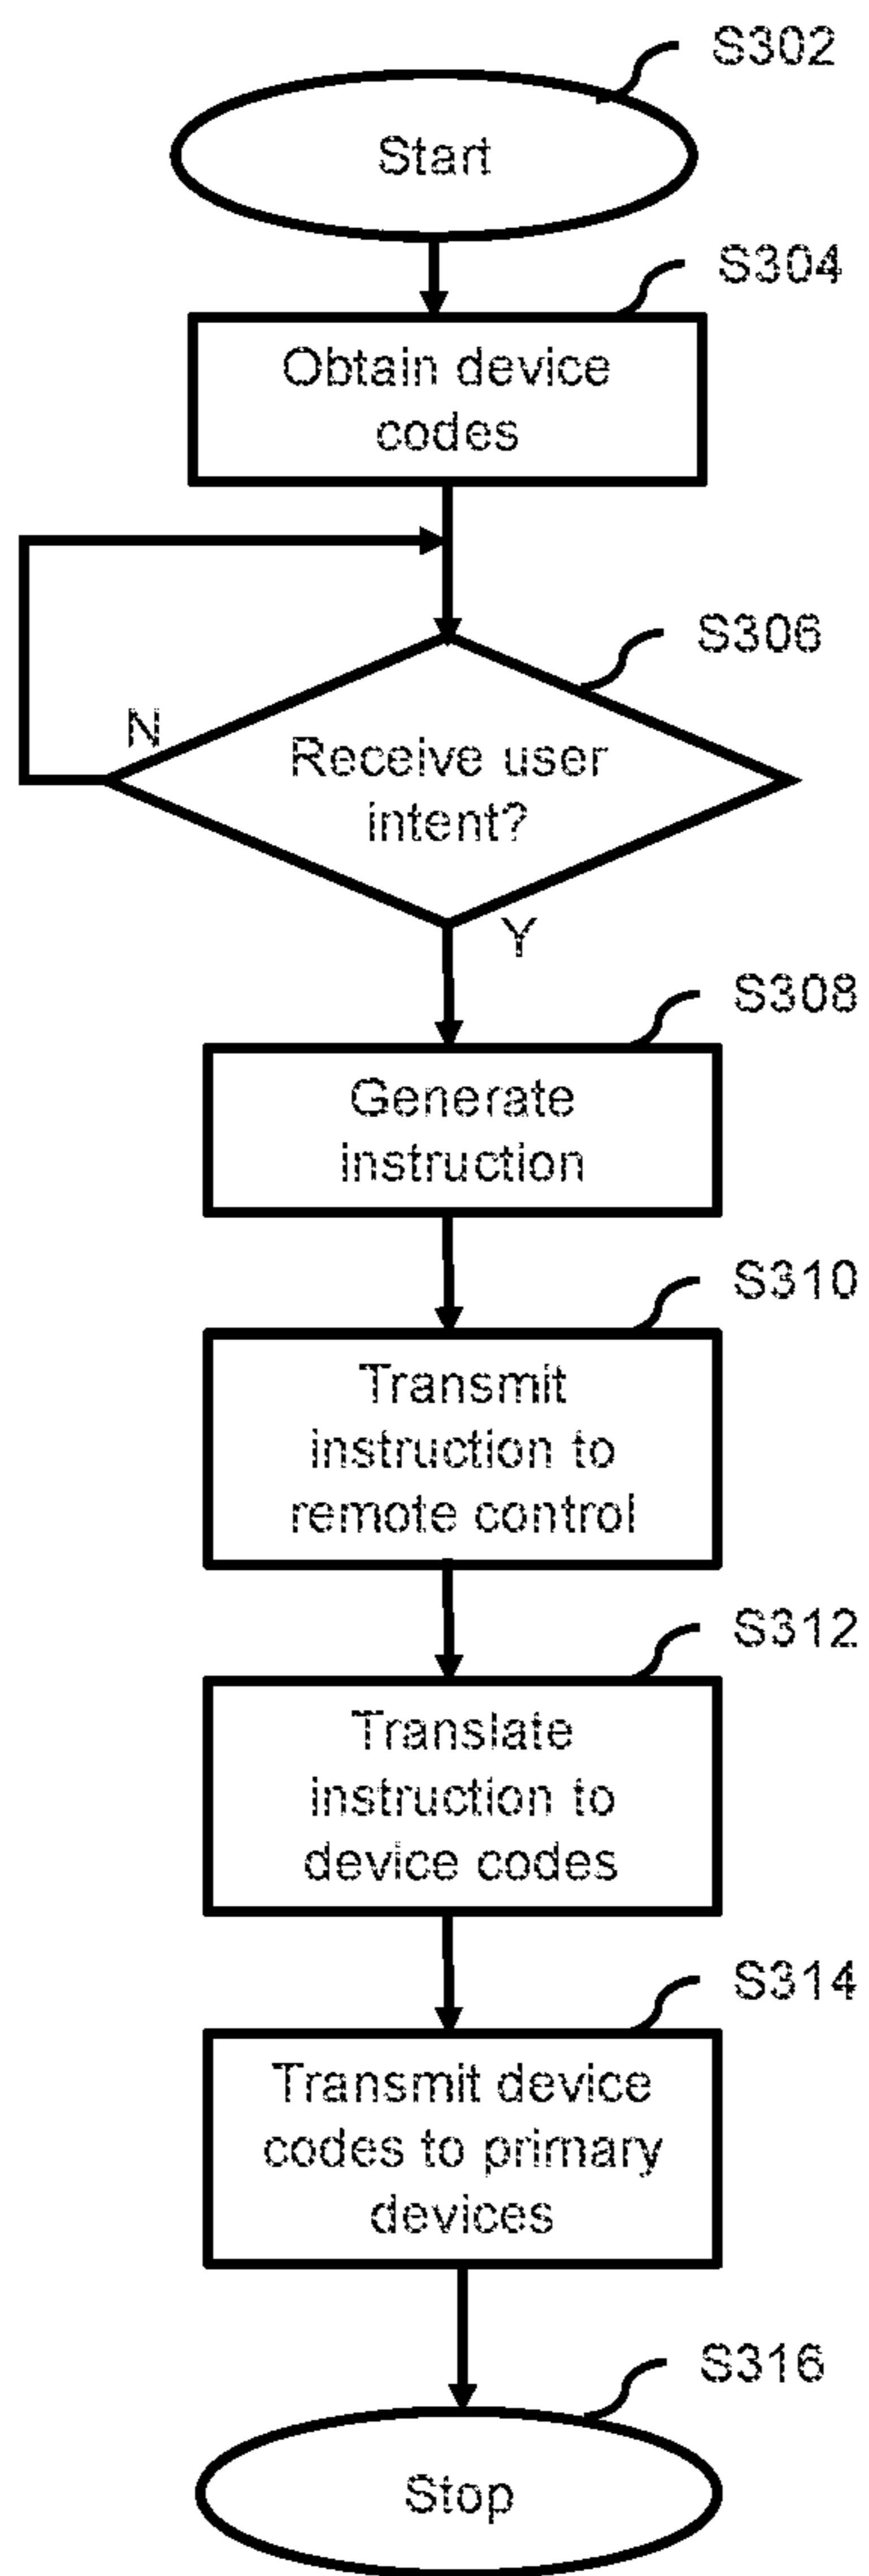 S302
Start
S304
Obtain device
codes
S306
N
Receive user
intent?
Y
S308
Generate
instruction
S310
Transmit
instruction to
remote control
S312
Translate
instruction to
device codes
S314
Transmit device
codes to primary
devices
S316
Stop